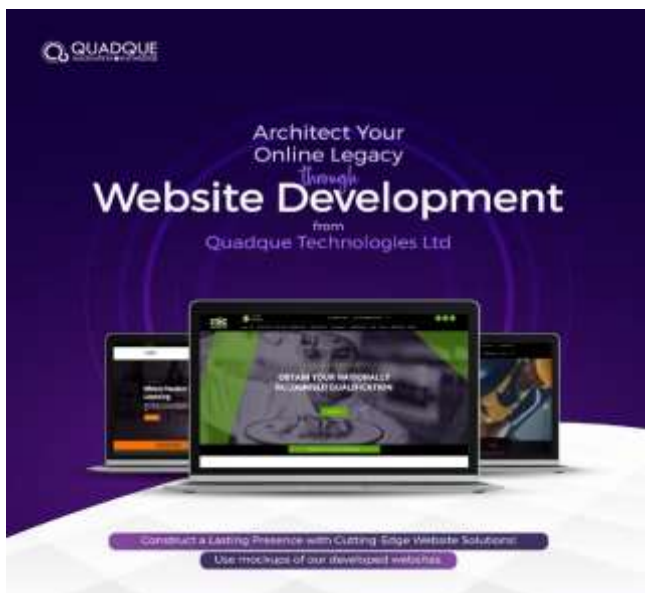 QUADQUE
Architect Your
Online Legacy
through
Website Development
from
Quadque Technologies Ltd
OBTAIN YOUR NATIONALLY
RECOGNISED QUALIFICATION
Construct a Lasting Presence with Cutting-Edge Website Solutions!
Use mockups of our developed websites.